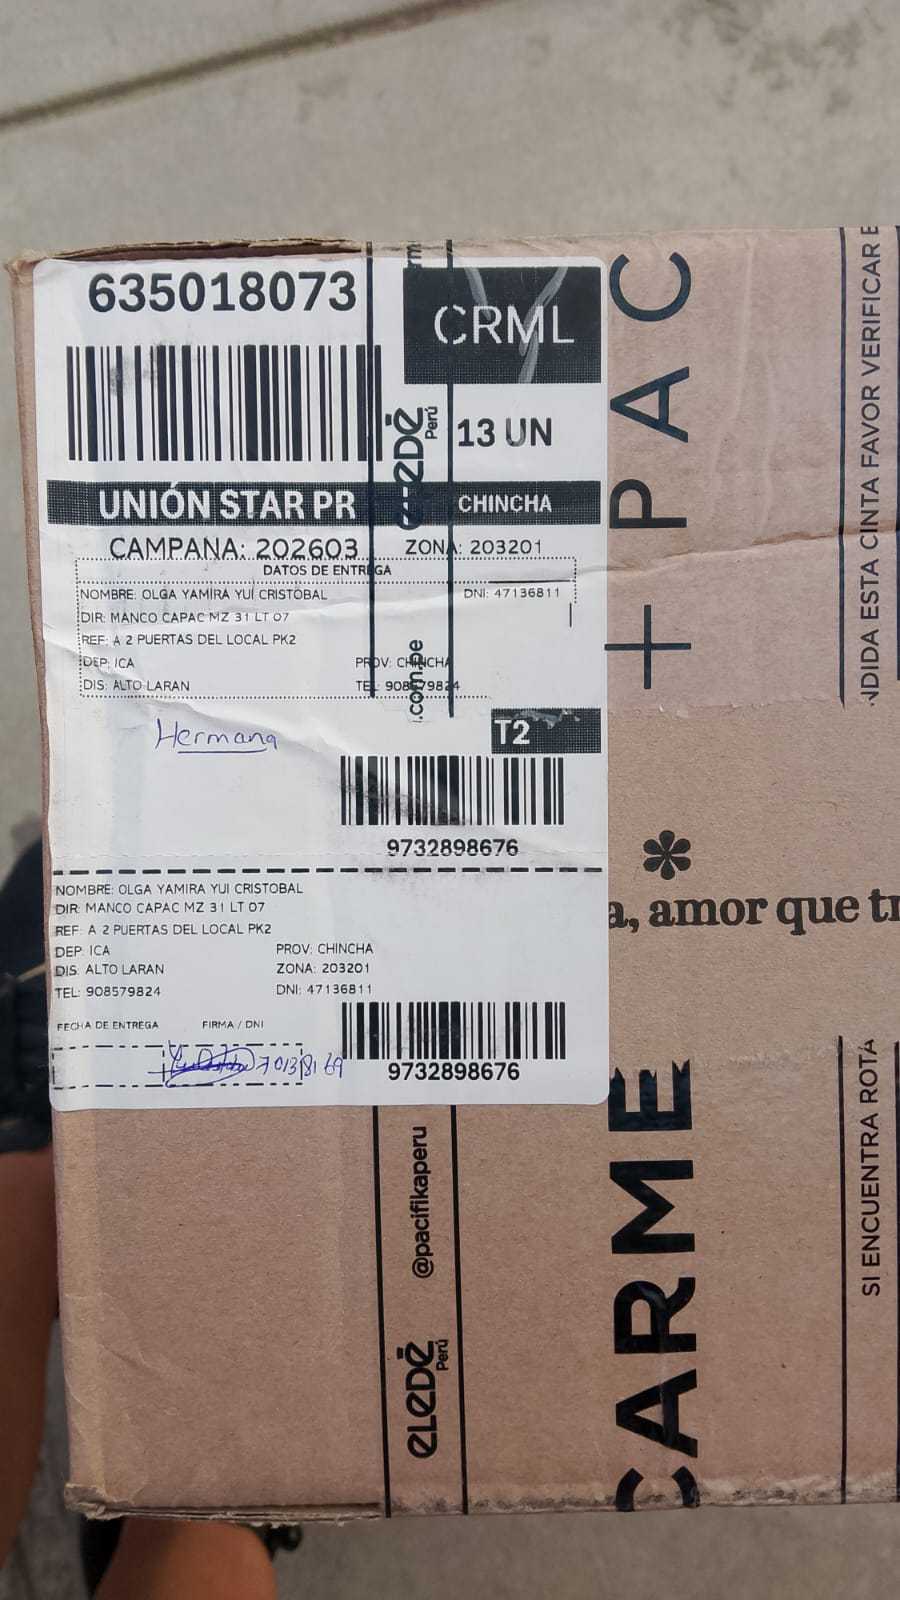 635018073
CRML
eLEDĒ
Perú
13 UN
UNIÓN STAR PR
CHINCHA
CAMPANA: 202603
ZONA: 203201
DATOS DE ENTREGA
NOMBRE: OLGA YAMIRA YUI CRISTOBAL
DNI: 47136811
DIR: MANCO CAPAC MZ 31 LT 07
REF: A 2 PUERTAS DEL LOCAL PK2
DEP: ICA
PROV: CHINCHA
DIS: ALTO LARAN
TEL: 908579824
.com.pe
Hermana
T2
9732898676
NOMBRE: OLGA YAMIRA YUI CRISTOBAL
DIR: MANCO CAPAC MZ 31 LT 07
REF: A 2 PUERTAS DEL LOCAL PK2
DEP: ICA
PROV: CHINCHA
DIS: ALTO LARAN
ZONA: 203201
TEL: 908579824
DNI: 47136811
FECHA DE ENTREGA
FIRMA / DNI
9732898676
@pacifikaperu
eLEDĒ
Perú
CARME
+ PAC
a, amor que tr
SI ENCUENTRA ROTA
NDIDA ESTA CINTA FAVOR VERIFICAR E